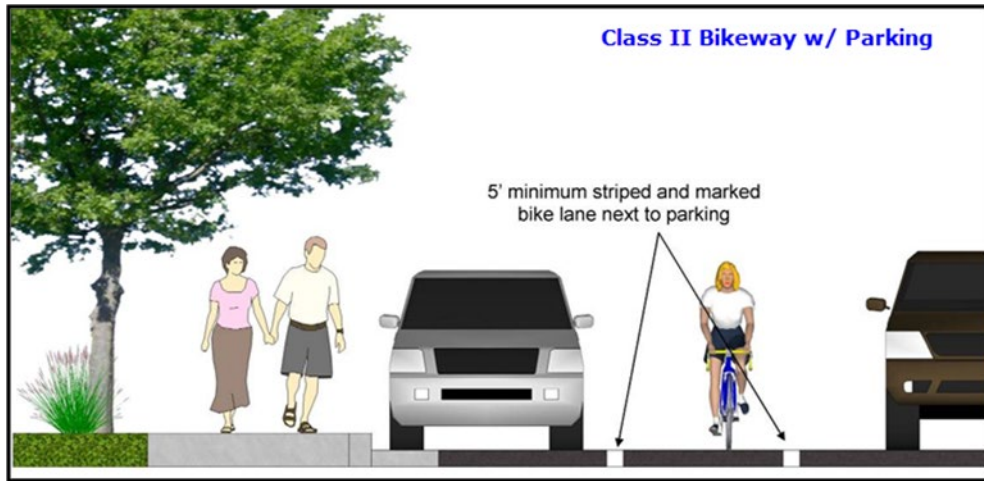 Class II Bikeway w/ Parking
5' minimum striped and marked
bike lane next to parking